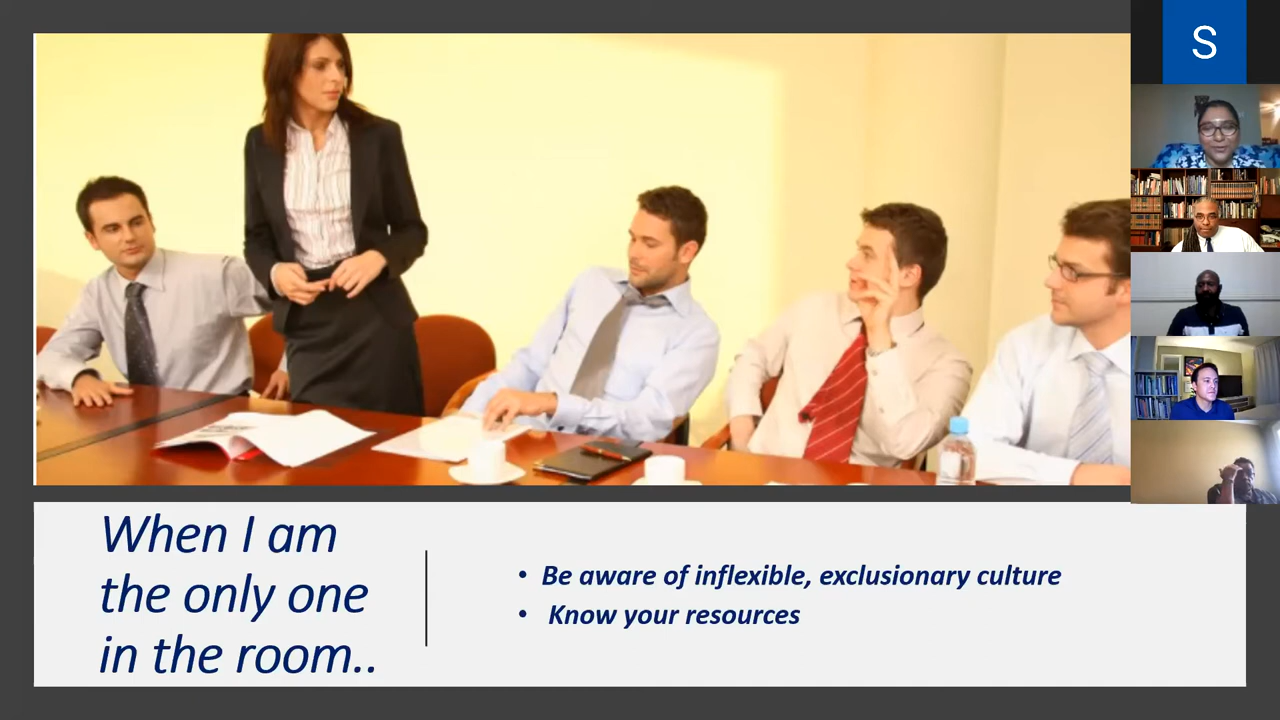 S
When I am
the only one
in the room..
• Be aware of inflexible, exclusionary culture
• Know your resources